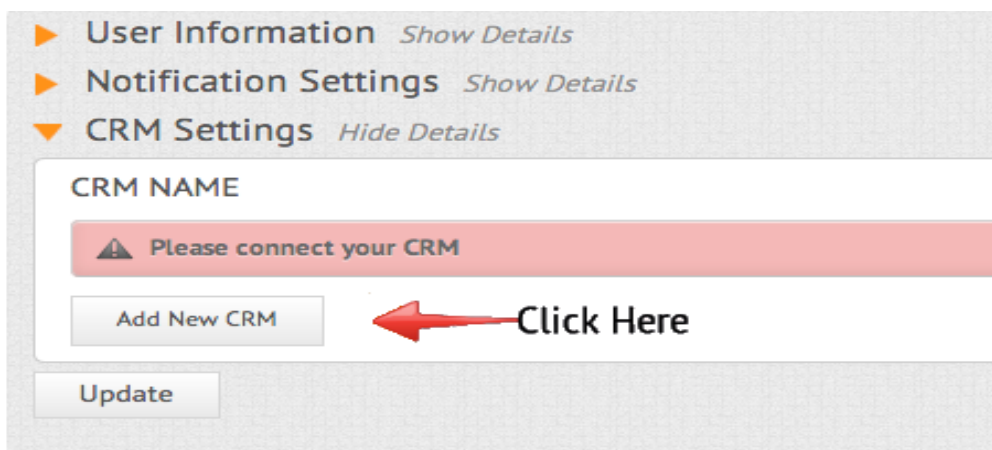 User Information Show Details
Notification Settings Show Details
CRM Settings Hide Details
CRM NAME
Please connect your CRM
Add New CRM Click Here
Update